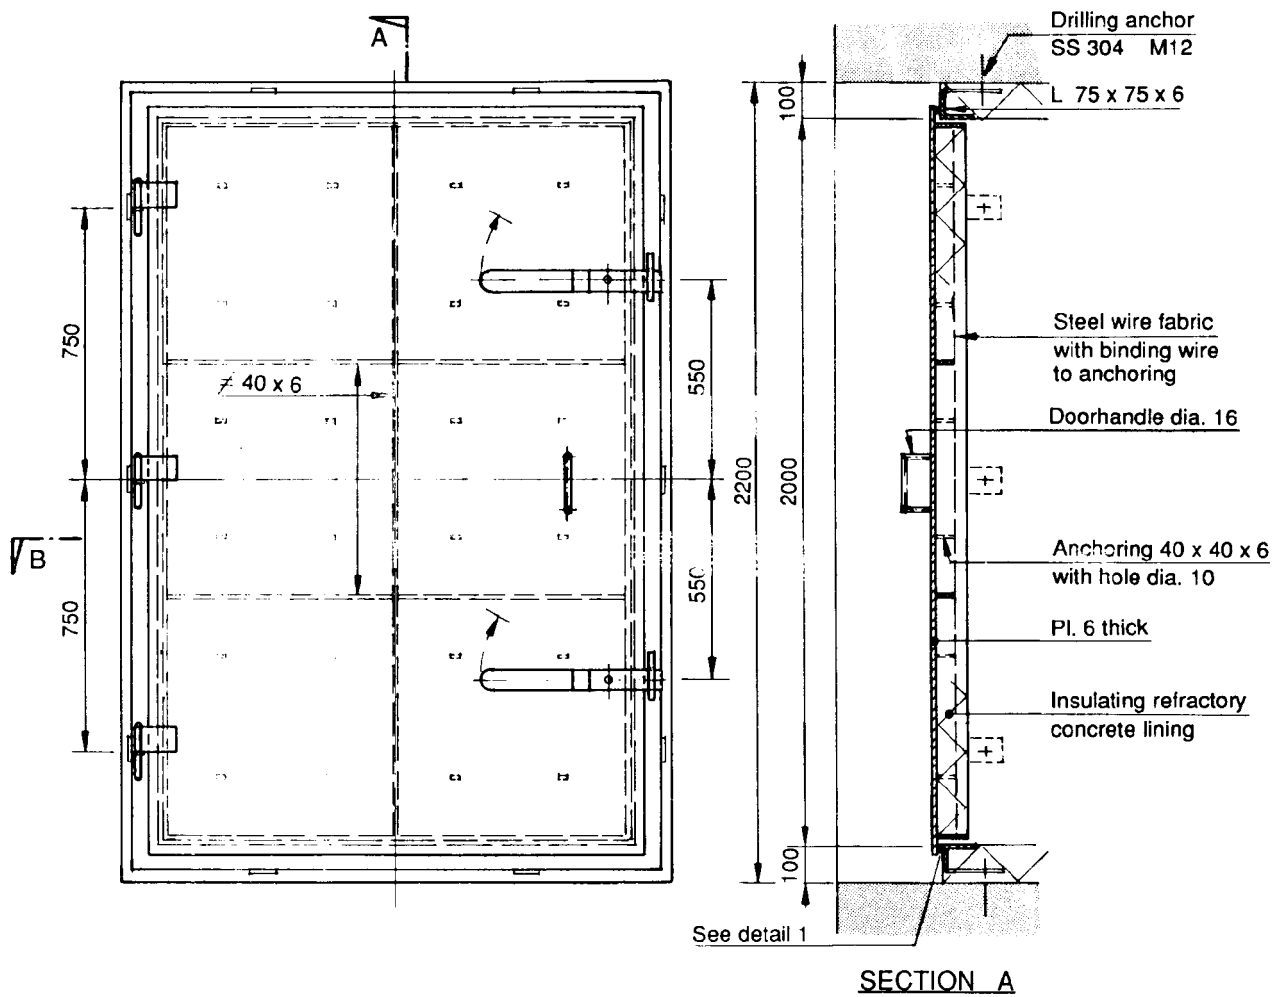 A
Drilling anchor
SS 304 M12
L 75 x 75 x 6
100
750
≠ 40 x 6
550
2200
2000
Steel wire fabric
with binding wire
to anchoring
Doorhandle dia. 16
B
750
550
Anchoring 40 x 40 x 6
with hole dia. 10
Pl. 6 thick
Insulating refractory
concrete lining
100
See detail 1
SECTION A